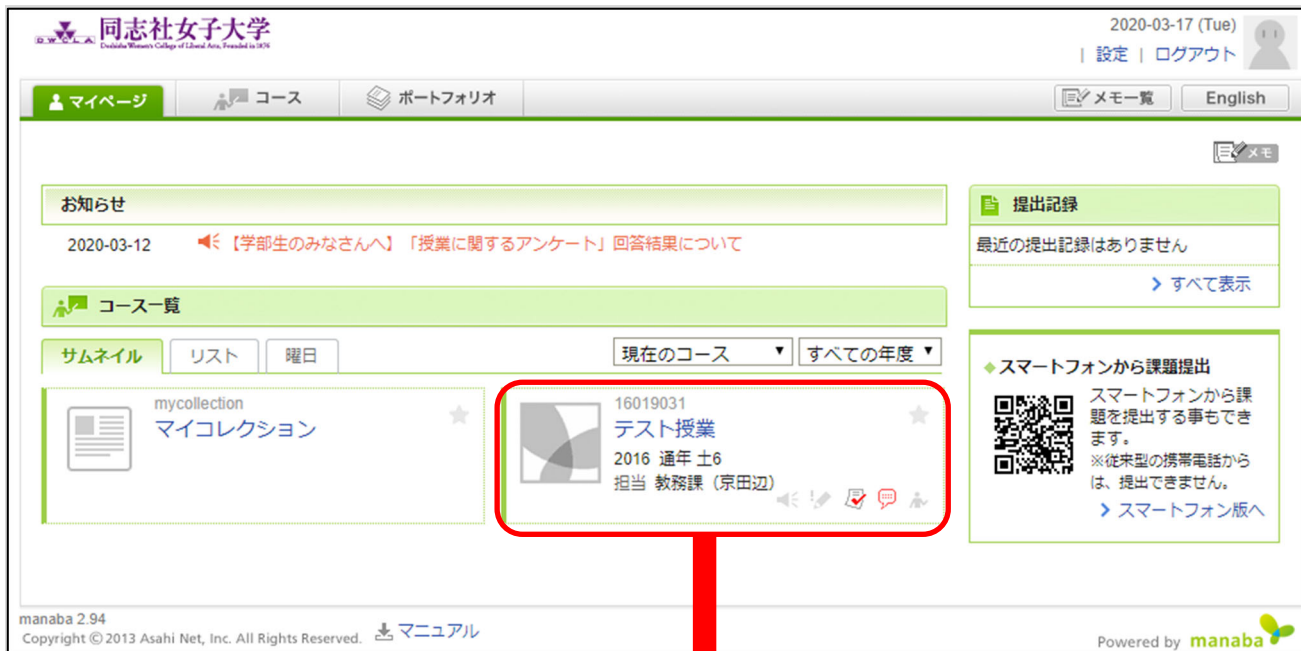 同志社女子大学
D W C L A Doshisha Women's College of Liberal Arts, Founded in 1876
2020-03-17 (Tue)
| 設定 | ログアウト
マイページ
コース
ポートフォリオ
メモ一覧
English
メモ
お知らせ
2020-03-12 【学部生のみなさんへ】「授業に関するアンケート」回答結果について
コース一覧
サムネイル
リスト
曜日
現在のコース ▼
すべての年度 ▼
mycollection
マイコレクション
16019031
テスト授業
2016 通年 土6
担当 教務課（京田辺）
提出記録
最近の提出記録はありません
すべて表示
スマートフォンから課題提出
スマートフォンから課
題を提出する事もでき
ます。
※従来型の携帯電話から
は、提出できません。
スマートフォン版へ
manaba 2.94
Copyright © 2013 Asahi Net, Inc. All Rights Reserved.
マニュアル
Powered by manaba